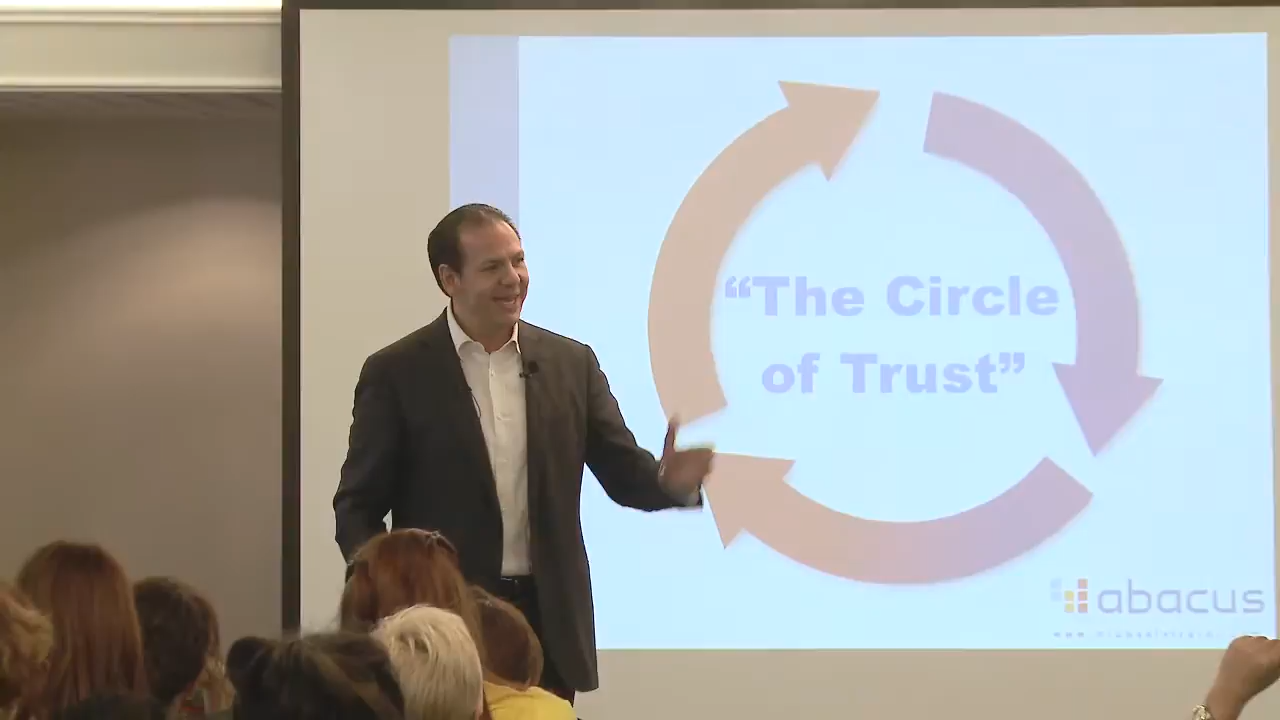 “The Circle
of Trust”
abacus